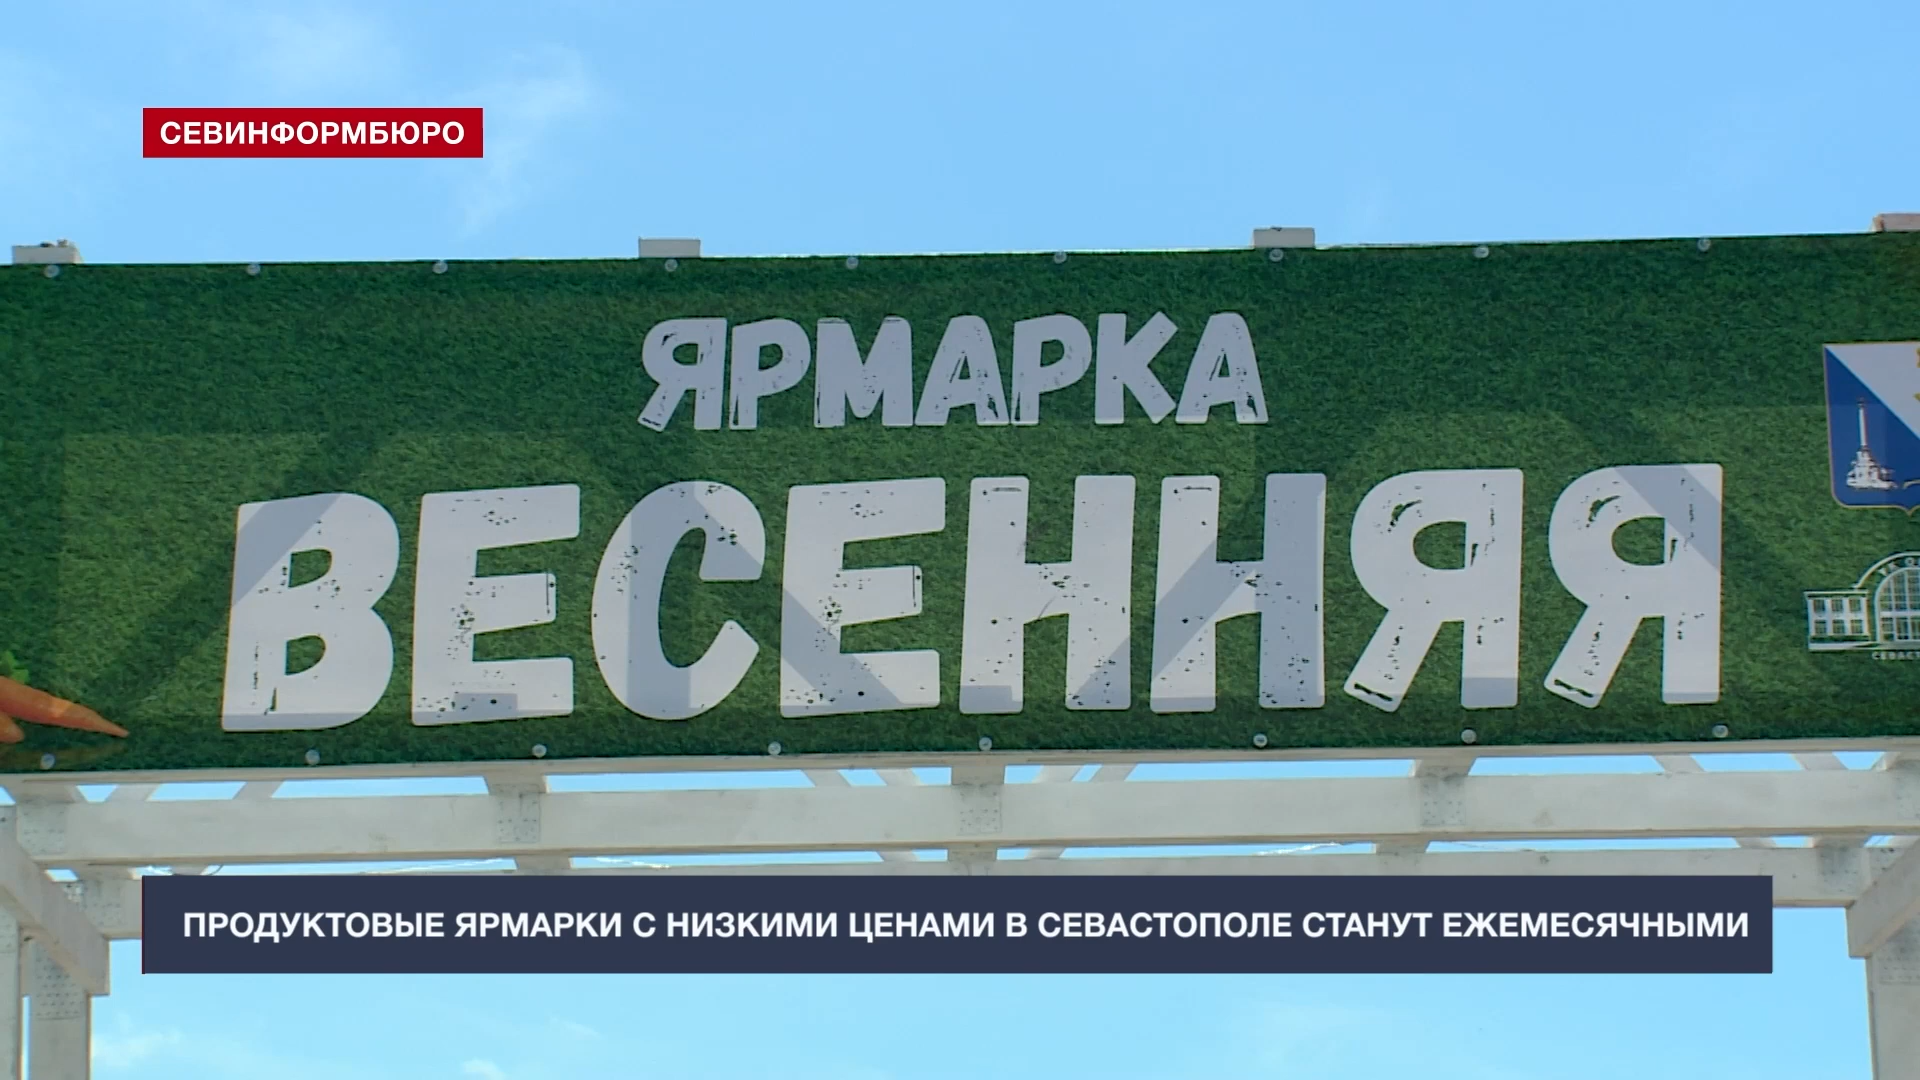 СЕВИНФОРМБЮРО
ЯРМАРКА
ВЕСЕННЯЯ
ПРОДУКТОВЫЕ ЯРМАРКИ С НИЗКИМИ ЦЕНАМИ В СЕВАСТОПОЛЕ СТАНУТ ЕЖЕМЕСЯЧНЫМИ